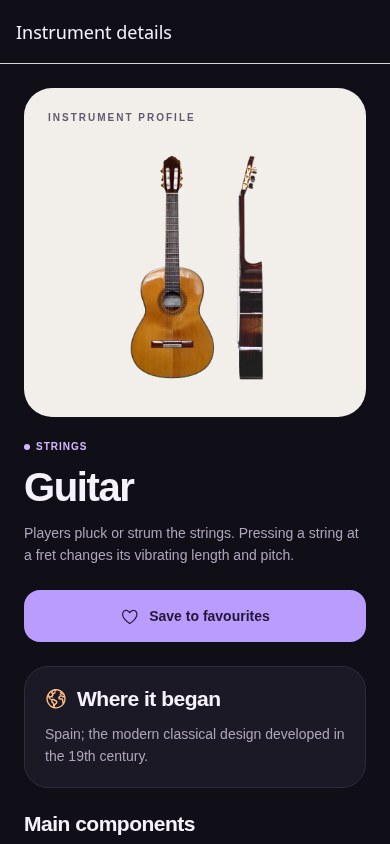 Instrument details
INSTRUMENT PROFILE
STRINGS
Guitar
Players pluck or strum the strings. Pressing a string at
a fret changes its vibrating length and pitch.
Save to favourites
Where it began
Spain; the modern classical design developed in
the 19th century.
Main components